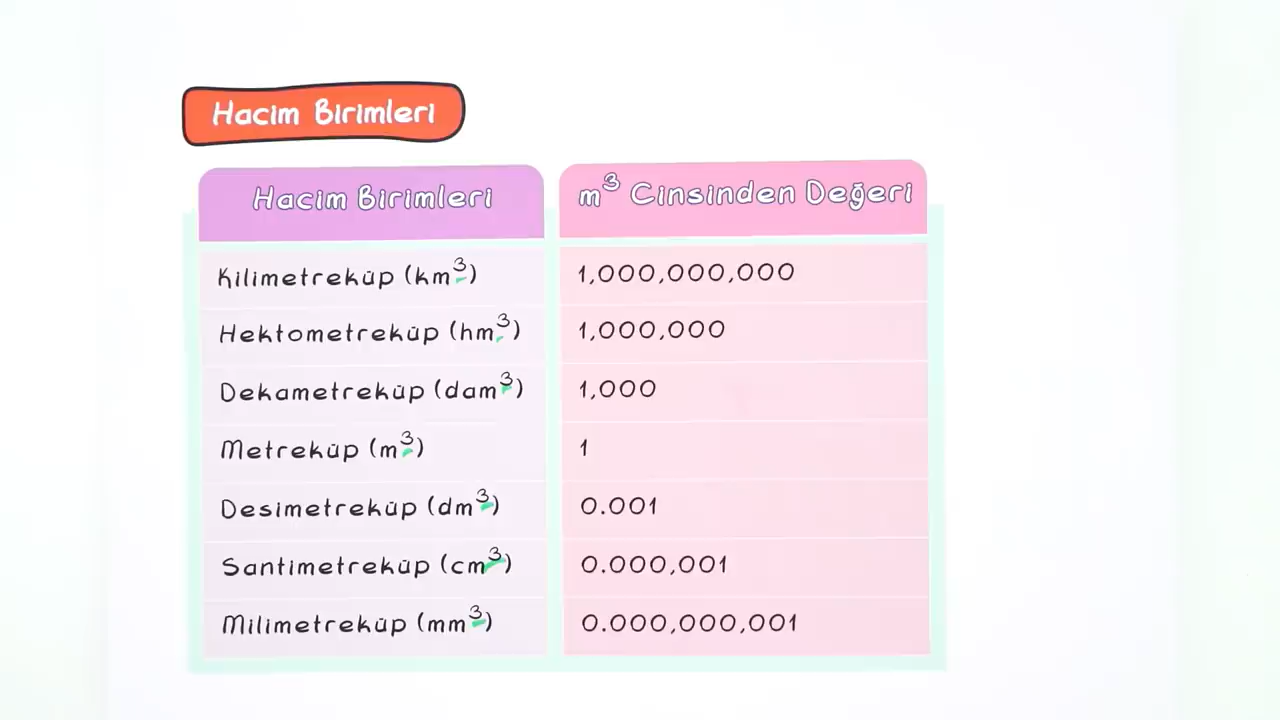 Hacim Birimleri
Hacim Birimleri m³ Cinsinden Değeri
Kilimetreküp (km³) 1,000,000,000
Hektometreküp (hm³) 1,000,000
Dekametreküp (dam³) 1,000
Metreküp (m³) 1
Desimetreküp (dm³) 0.001
Santimetreküp (cm³) 0.000,001
Milimetreküp (mm³) 0.000,000,001